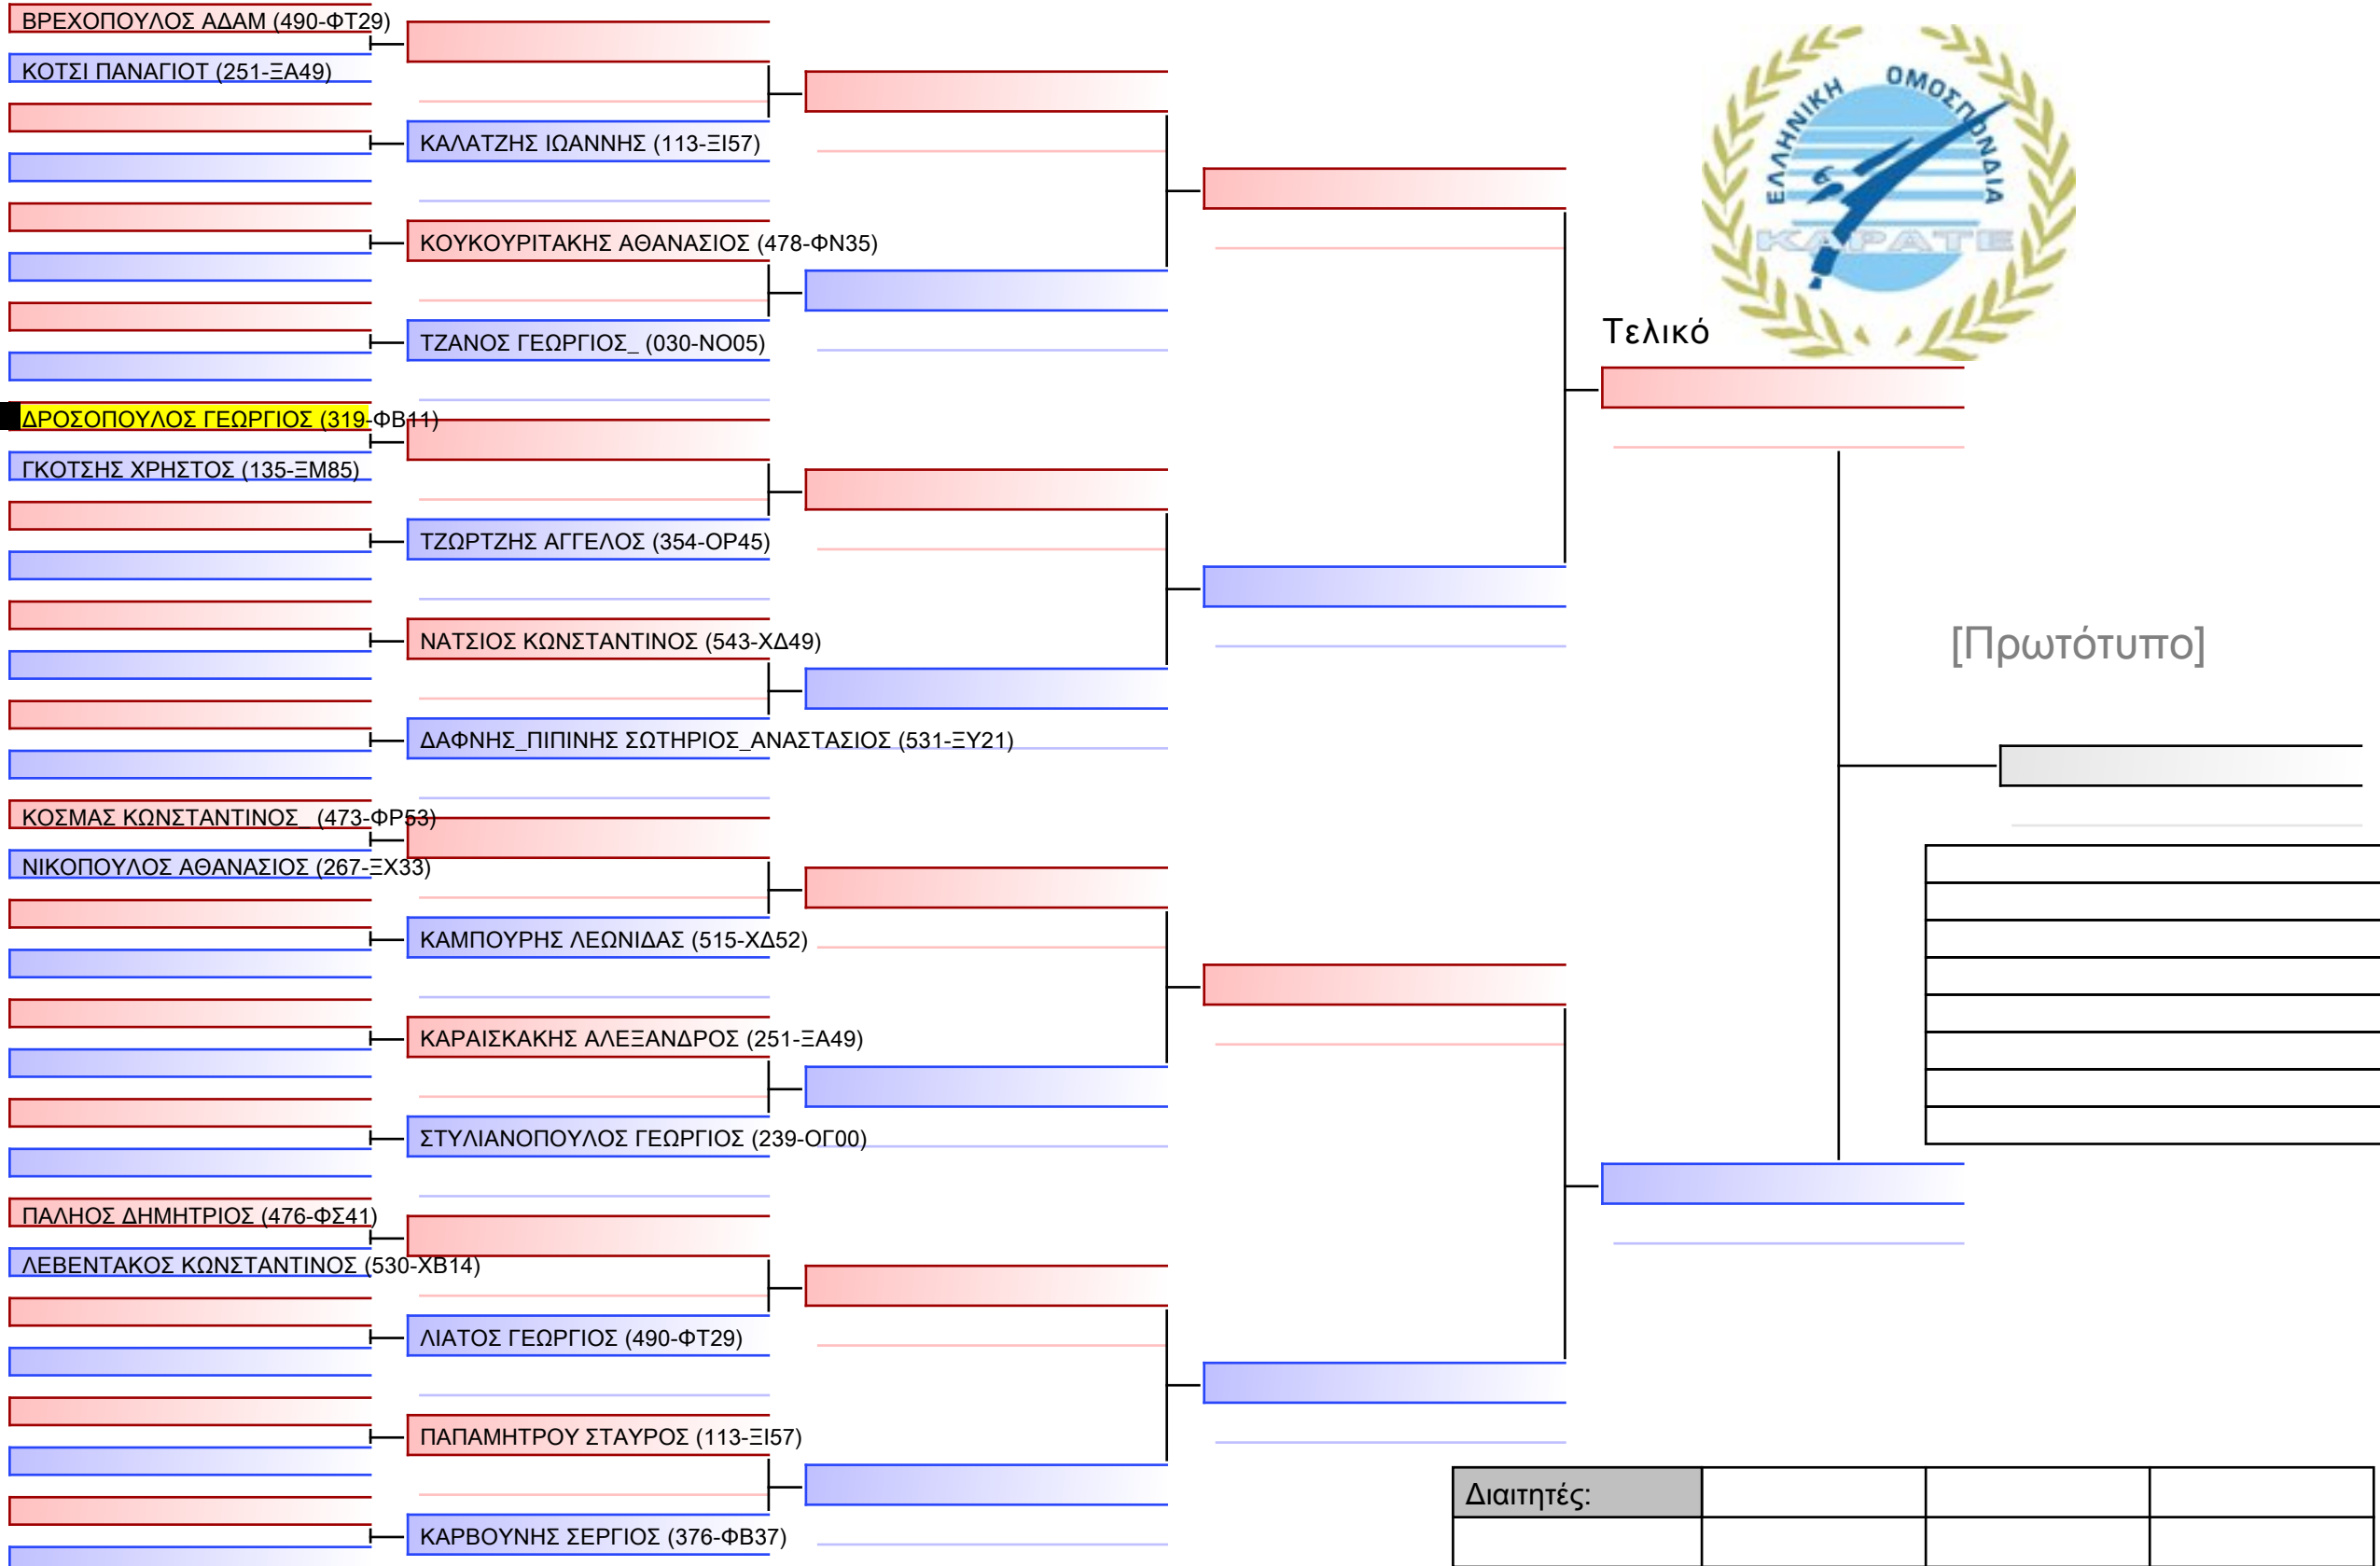 ΒΡΕΧΟΠΟΥΛΟΣ ΑΔΑΜ (490-ΦΤ29)
ΚΟΤΣΙ ΠΑΝΑΓΙΟΤ (251-ΞΑ49)
ΔΡΟΣΟΠΟΥΛΟΣ ΓΕΩΡΓΙΟΣ (319-ΦΒ11)
ΓΚΟΤΣΗΣ ΧΡΗΣΤΟΣ (135-ΞΜ85)
ΚΟΣΜΑΣ ΚΩΝΣΤΑΝΤΙΝΟΣ_ (473-ΦΡ53)
ΝΙΚΟΠΟΥΛΟΣ ΑΘΑΝΑΣΙΟΣ (267-ΞΧ33)
ΠΑΛΗΟΣ ΔΗΜΗΤΡΙΟΣ (476-ΦΣ41)
ΛΕΒΕΝΤΑΚΟΣ ΚΩΝΣΤΑΝΤΙΝΟΣ (530-ΧΒ14)
ΚΑΛΑΤΖΗΣ ΙΩΑΝΝΗΣ (113-ΞΙ57)
ΚΟΥΚΟΥΡΙΤΑΚΗΣ ΑΘΑΝΑΣΙΟΣ (478-ΦΝ35)
ΤΖΑΝΟΣ ΓΕΩΡΓΙΟΣ_ (030-ΝΟ05)
ΤΖΩΡΤΖΗΣ ΑΓΓΕΛΟΣ (354-ΟΡ45)
ΝΑΤΣΙΟΣ ΚΩΝΣΤΑΝΤΙΝΟΣ (543-ΧΔ49)
ΔΑΦΝΗΣ_ΠΙΠΙΝΗΣ ΣΩΤΗΡΙΟΣ_ΑΝΑΣΤΑΣΙΟΣ (531-ΞΥ21)
ΚΑΜΠΟΥΡΗΣ ΛΕΩΝΙΔΑΣ (515-ΧΔ52)
ΚΑΡΑΙΣΚΑΚΗΣ ΑΛΕΞΑΝΔΡΟΣ (251-ΞΑ49)
ΣΤΥΛΙΑΝΟΠΟΥΛΟΣ ΓΕΩΡΓΙΟΣ (239-ΟΓ00)
ΛΙΑΤΟΣ ΓΕΩΡΓΙΟΣ (490-ΦΤ29)
ΠΑΠΑΜΗΤΡΟΥ ΣΤΑΥΡΟΣ (113-ΞΙ57)
ΚΑΡΒΟΥΝΗΣ ΣΕΡΓΙΟΣ (376-ΦΒ37)
ΕΛΛΗΝΙΚΗ ΟΜΟΣΠΟΝΔΙΑ
ΚΑΡΑΤΕ
Τελικό
[Πρωτότυπο]
Διαιτητές: